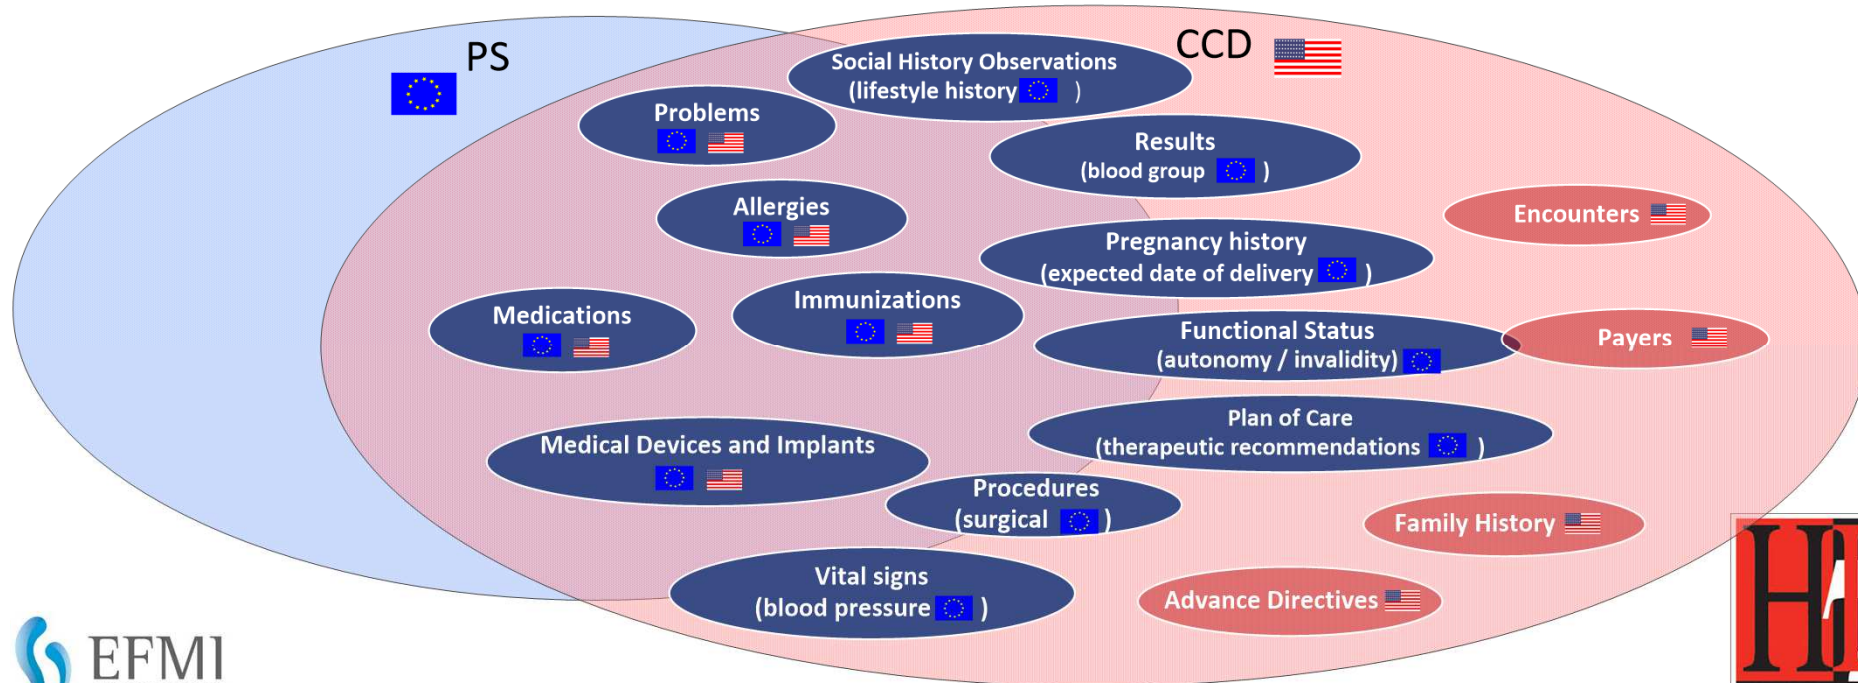 PS
CCD
Social History Observations
(lifestyle history )
Problems
Results
(blood group )
Allergies
Encounters
Pregnancy history
(expected date of delivery )
Immunizations
Medications
Functional Status
(autonomy / invalidity)
Payers
Plan of Care
(therapeutic recommendations )
Medical Devices and Implants
Procedures
(surgical )
Family History
Vital signs
(blood pressure )
Advance Directives
EFMI